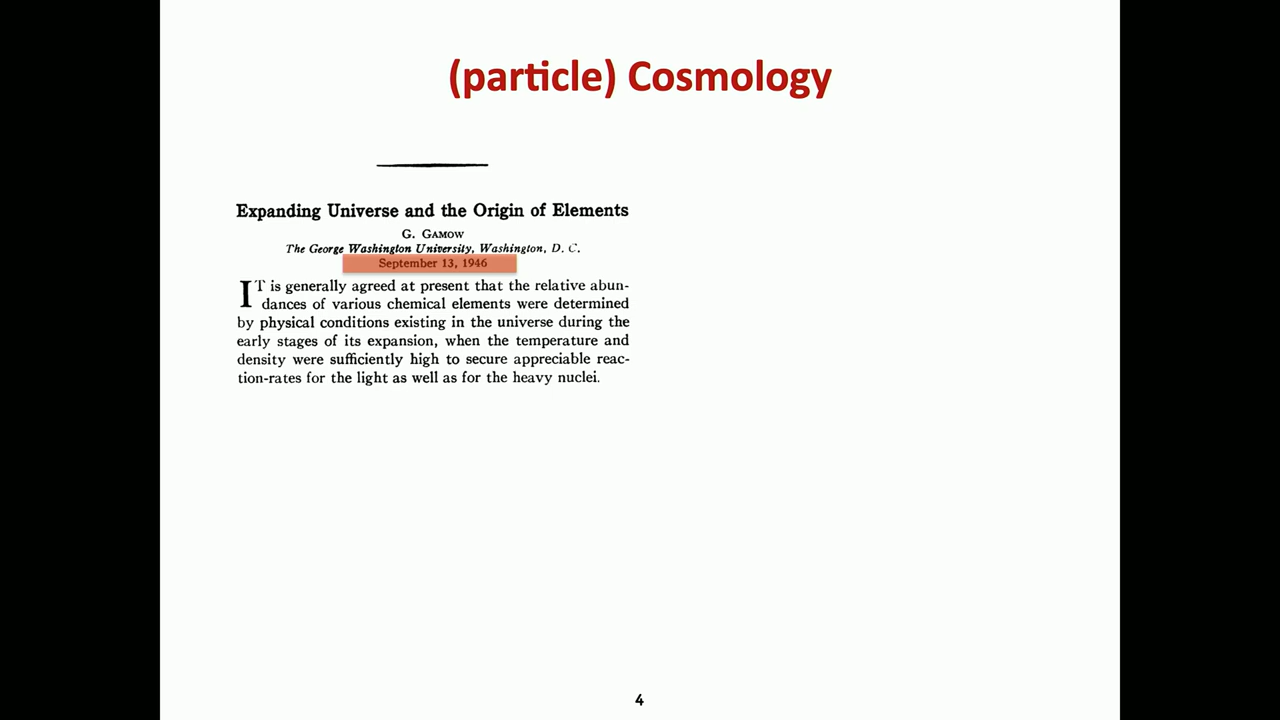 (particle) Cosmology
Expanding Universe and the Origin of Elements
G. GAMOW
The George Washington University, Washington, D. C.
September 13, 1946
IT is generally agreed at present that the relative abun-
dances of various chemical elements were determined
by physical conditions existing in the universe during the
early stages of its expansion, when the temperature and
density were sufficiently high to secure appreciable reac-
tion-rates for the light as well as for the heavy nuclei.
4